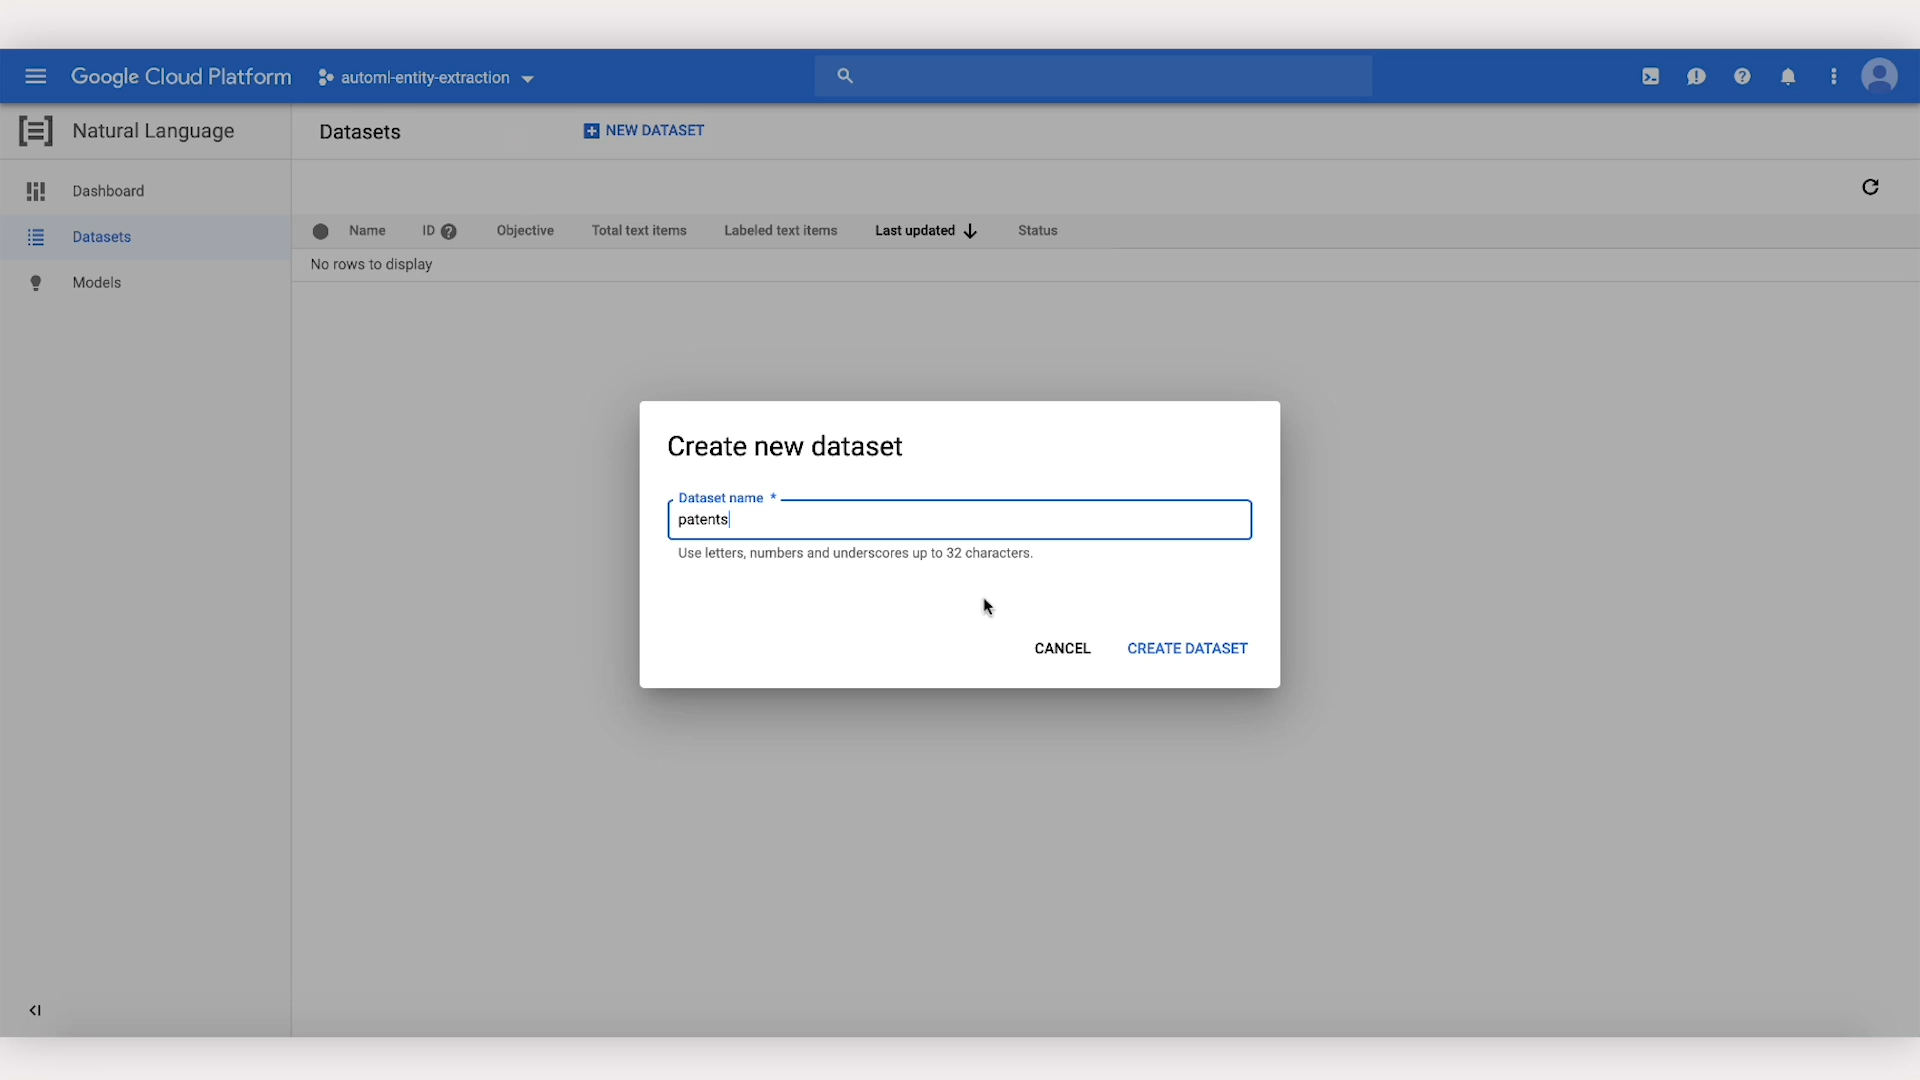 Google Cloud Platform
automl-entity-extraction
Natural Language
Datasets
NEW DATASET
Dashboard
Datasets
Models
Name ID Objective Total text items Labeled text items Last updated Status
No rows to display
Create new dataset
Dataset name *
patents
Use letters, numbers and underscores up to 32 characters.
CANCEL CREATE DATASET